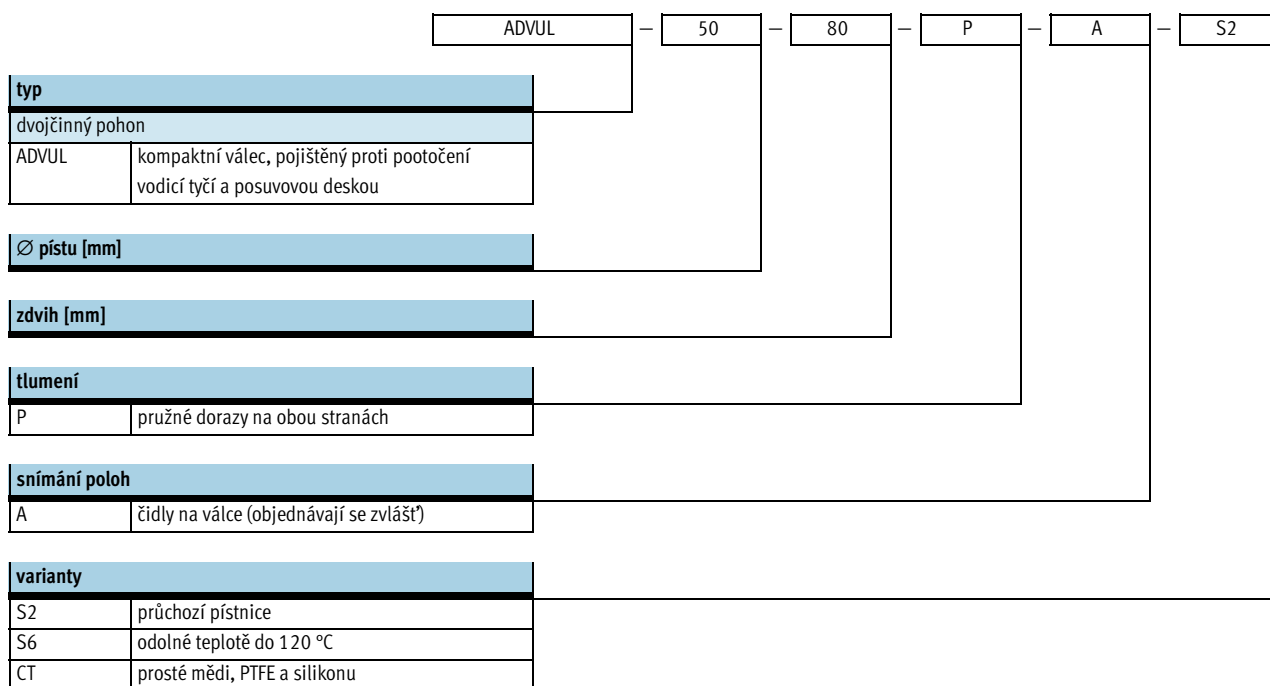 ADVUL – 50 – 80 – P – A – S2
typ
dvojčinný pohon
ADVUL kompaktní válec, pojištěný proti pootočení
vodicí tyčí a posuvovou deskou
∅ pístu [mm]
zdvih [mm]
tlumení
P pružné dorazy na obou stranách
snímání poloh
A čidly na válce (objednávají se zvlášť)
varianty
S2 průchozí pístnice
S6 odolné teplotě do 120 °C
CT prosté mědi, PTFE a silikonu